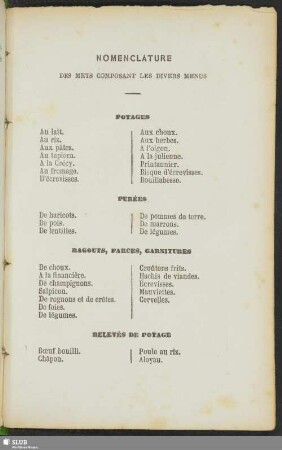 NOMENCLATURE
DES METS COMPOSANT LES DIVERS MENUS
POTAGES
Au lait.
Au riz.
Aux pâtes.
Au tapioca.
A la Crécy.
Au fromage.
D'écrevisses.
Aux choux.
Aux herbes.
A l'oignon.
A la julienne.
Printannier.
Bisque d'écrevisses.
Bouillabesse.
PURÉES
De haricots.
De pois.
De lentilles.
De pommes de terre.
De marrons.
De légumes.
RAGOUTS, FARCES, GARNITURES
De choux.
A la financière.
De champignons.
Salpicon.
De rognons et de crêtes.
De foies.
De légumes.
Croûtons frits.
Hachis de viandes.
Ecrevisses.
Mauviettes.
Cervelles.
RELEVÉS DE POTAGE
Bœuf bouilli.
Châpon.
Poule au riz.
Aloyau.
SLUB